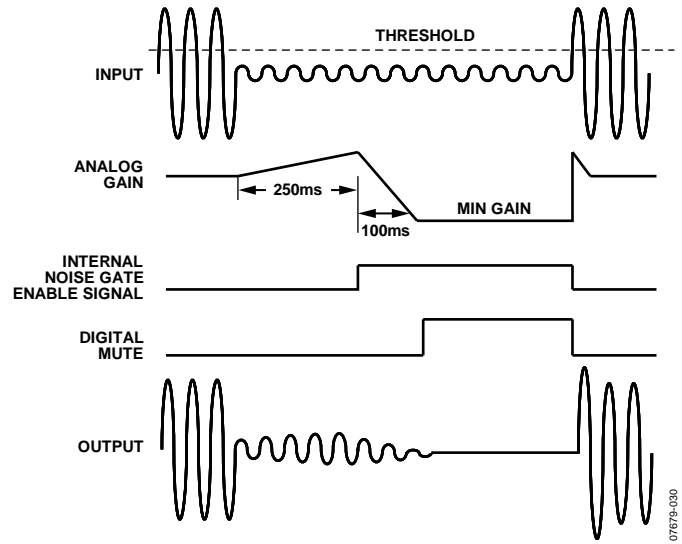 THRESHOLD
INPUT
ANALOG
GAIN
250ms
MIN GAIN
100ms
INTERNAL
NOISE GATE
ENABLE SIGNAL
DIGITAL
MUTE
OUTPUT
07679-030